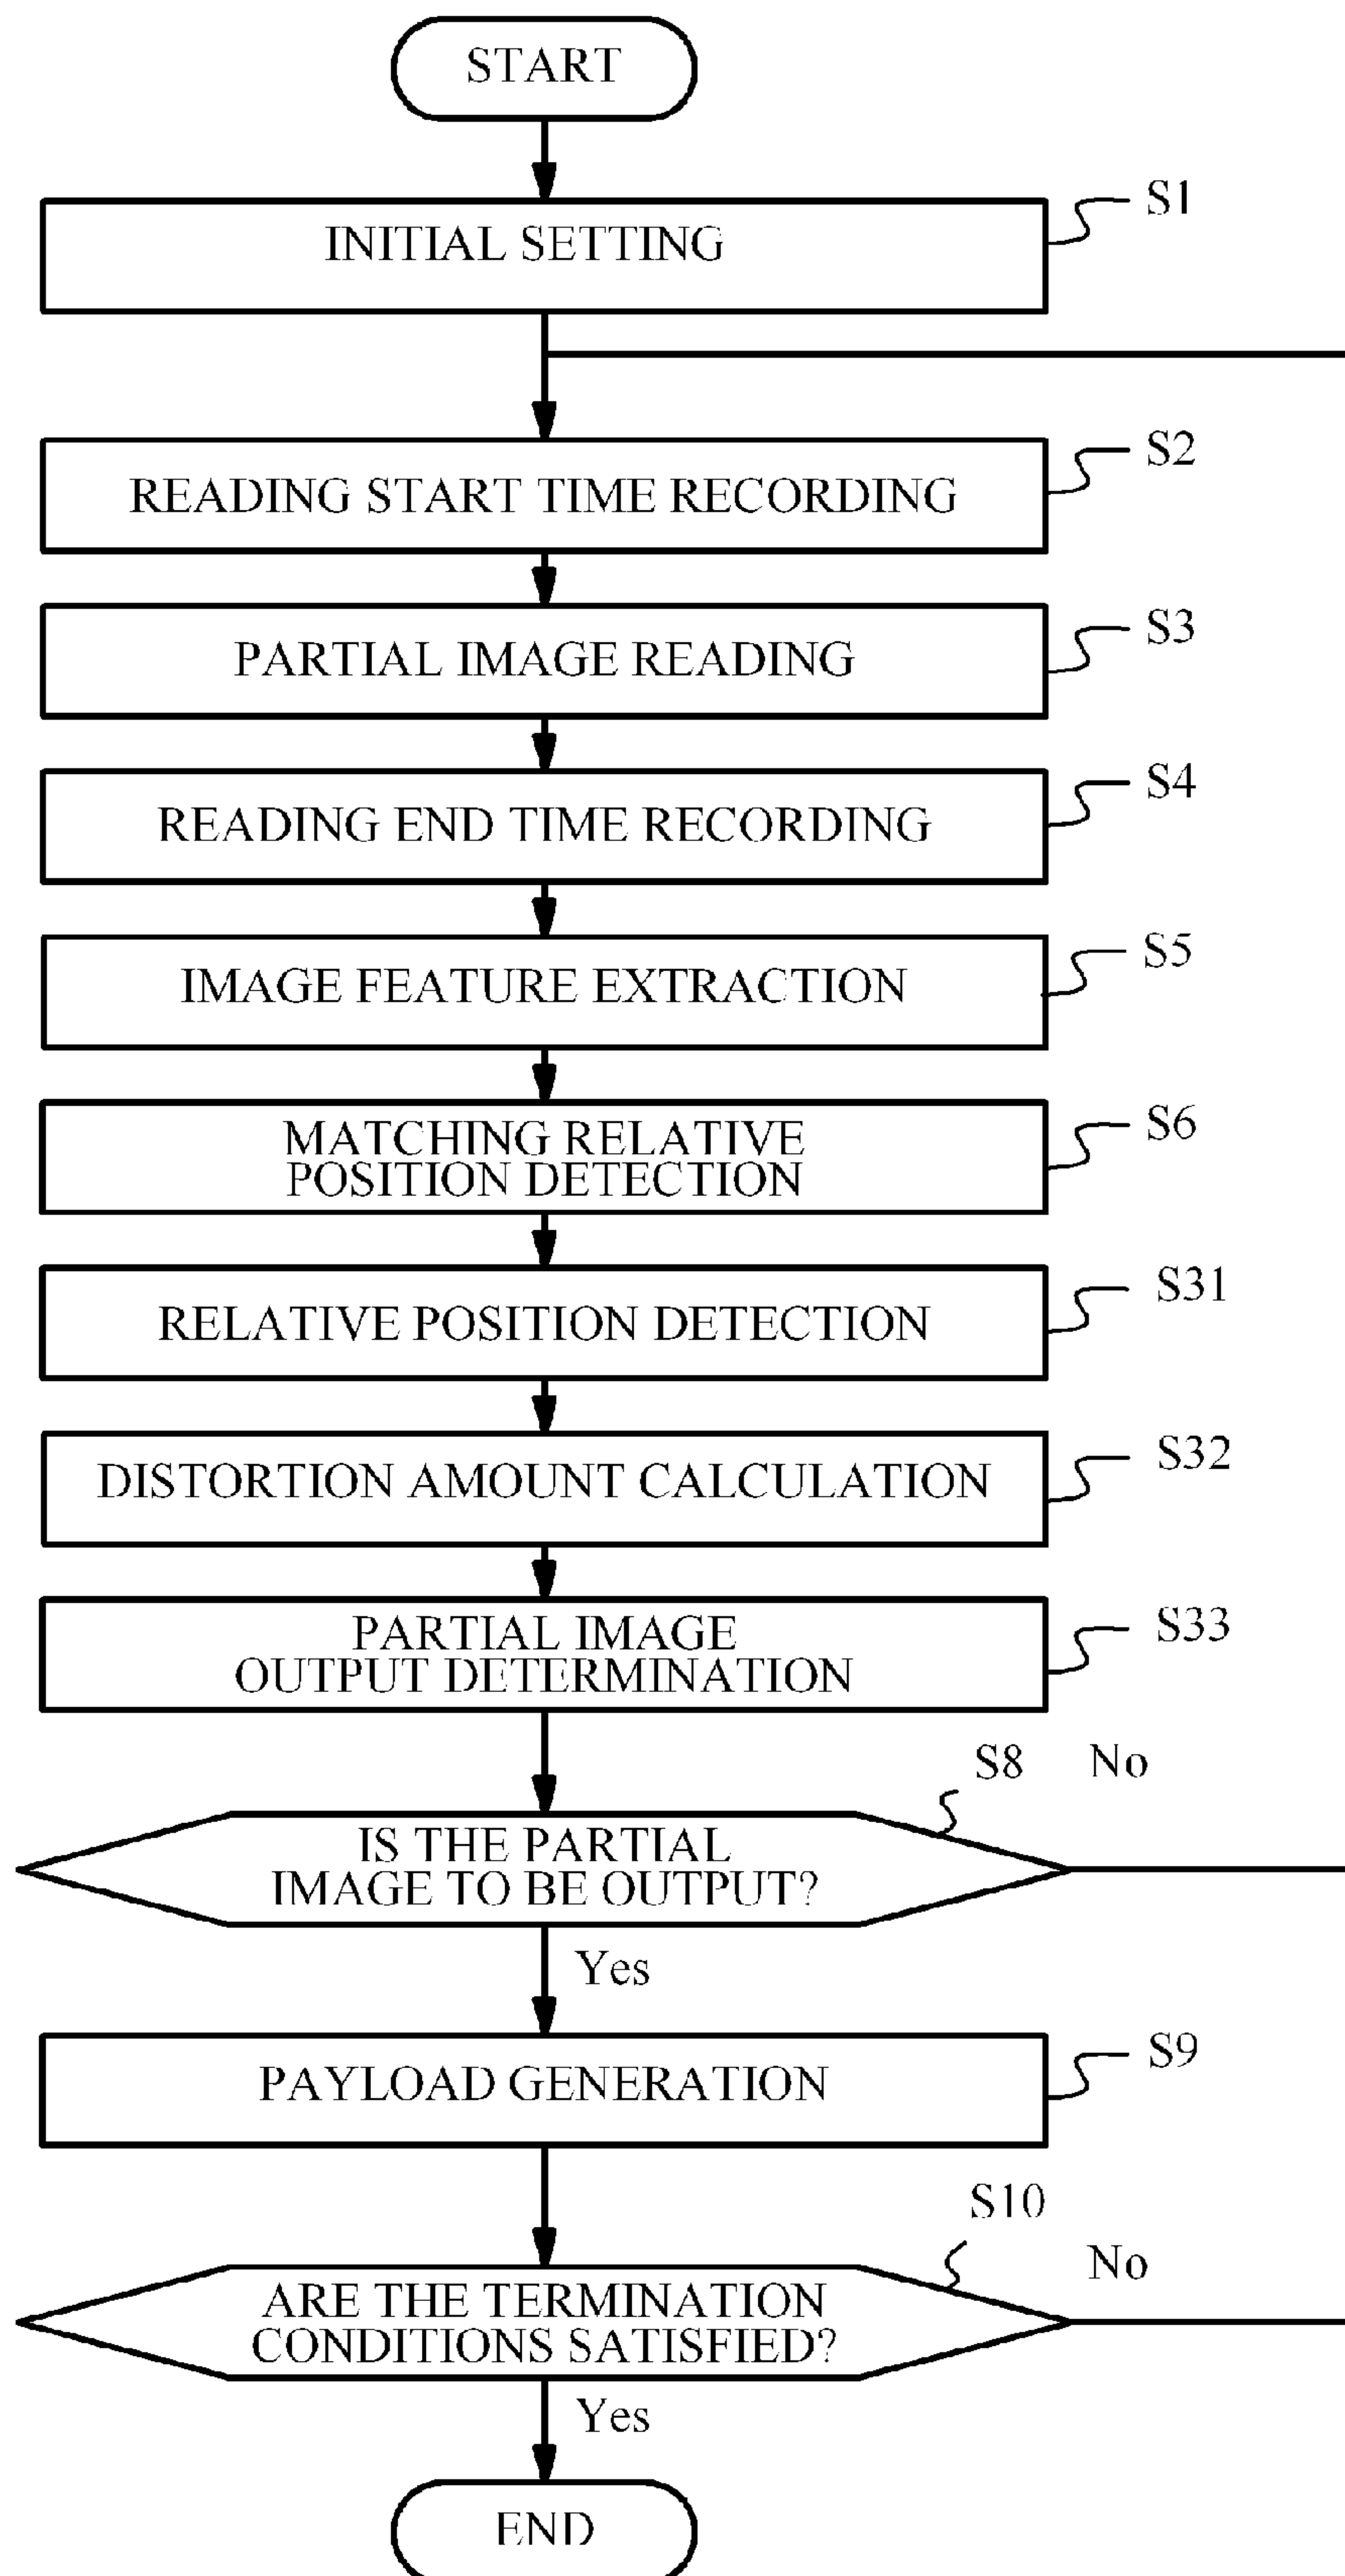 START
INITIAL SETTING
S1
READING START TIME RECORDING
S2
PARTIAL IMAGE READING
S3
READING END TIME RECORDING
S4
IMAGE FEATURE EXTRACTION
S5
MATCHING RELATIVE
POSITION DETECTION
S6
RELATIVE POSITION DETECTION
S31
DISTORTION AMOUNT CALCULATION
S32
PARTIAL IMAGE
OUTPUT DETERMINATION
S33
S8
No
IS THE PARTIAL
IMAGE TO BE OUTPUT?
Yes
PAYLOAD GENERATION
S9
S10
No
ARE THE TERMINATION
CONDITIONS SATISFIED?
Yes
END